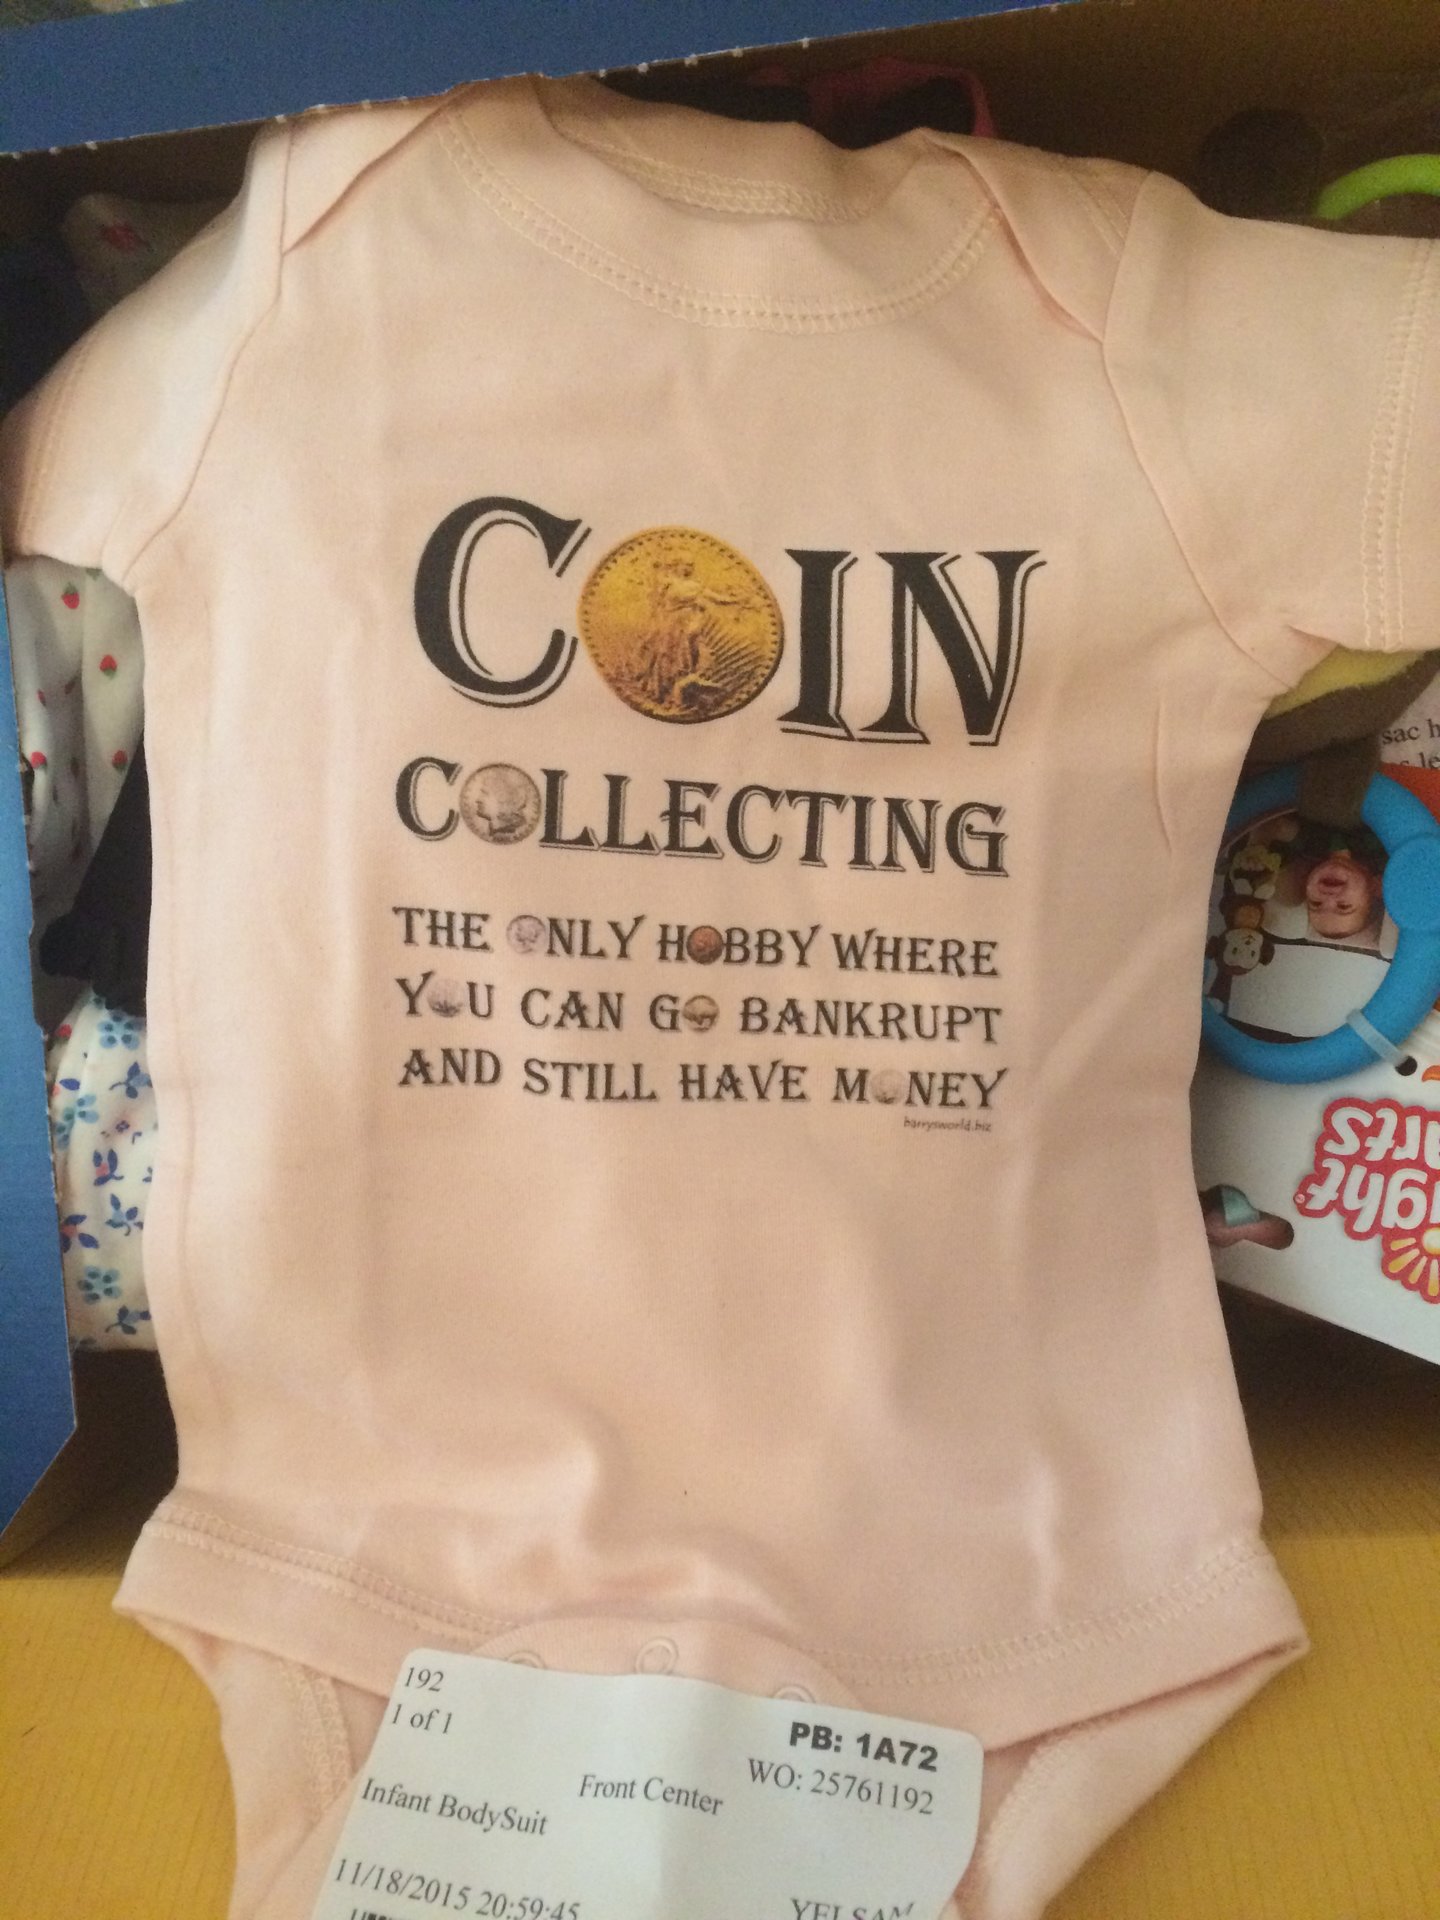 COIN
COLLECTING
THE ONLY HOBBY WHERE
YOU CAN GO BANKRUPT
AND STILL HAVE MONEY
barrysworld.biz
sac h
192
1 of 1
PB: 1A72
WO: 25761192
Front Center
Infant BodySuit
11/18/2015 20:59:45